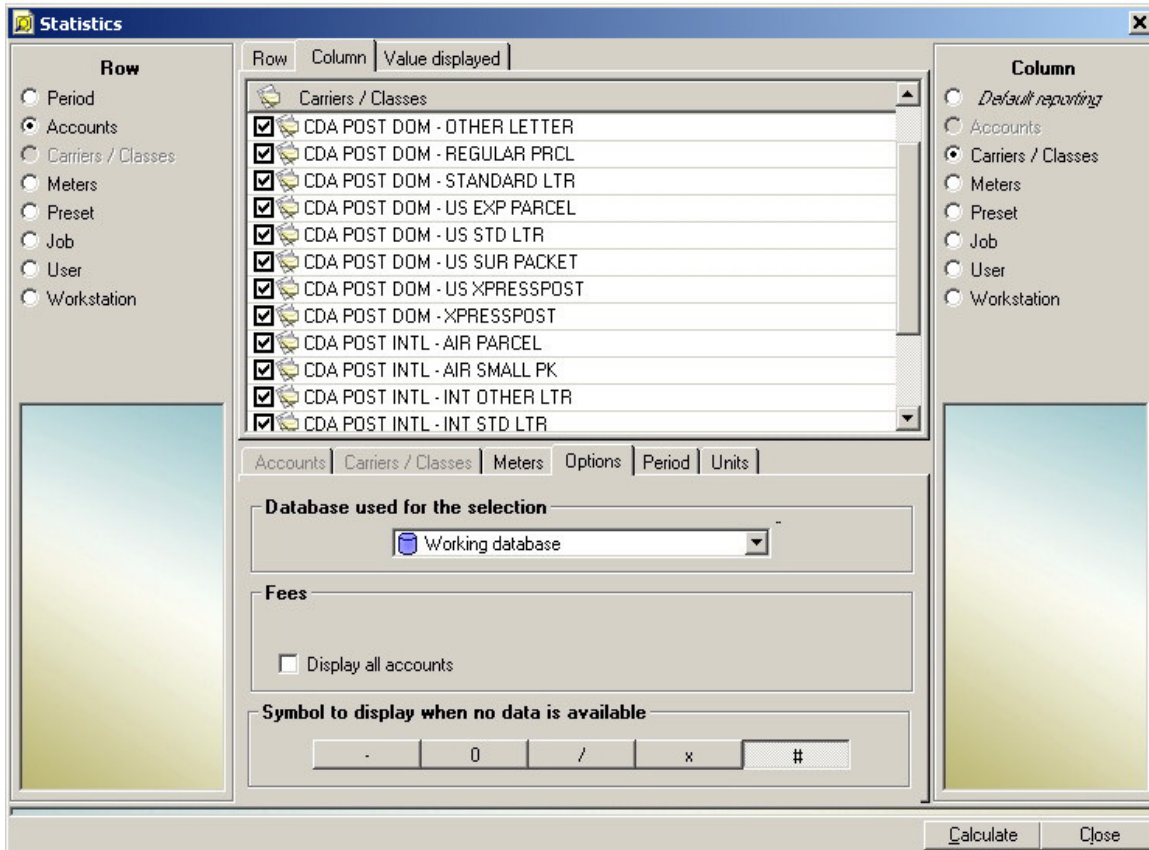 Statistics
Row
Period
Accounts
Carriers / Classes
Meters
Preset
Job
User
Workstation
Row Column Value displayed
Carriers / Classes
CDA POST DOM - OTHER LETTER
CDA POST DOM - REGULAR PRCL
CDA POST DOM - STANDARD LTR
CDA POST DOM - US EXP PARCEL
CDA POST DOM - US STD LTR
CDA POST DOM - US SUR PACKET
CDA POST DOM - US XPRESSPOST
CDA POST DOM - XPRESSPOST
CDA POST INTL - AIR PARCEL
CDA POST INTL - AIR SMALL PK
CDA POST INTL - INT OTHER LTR
CDA POST INTL - INT STD LTR
Accounts Carriers / Classes Meters Options Period Units
Database used for the selection
Working database
Fees
Display all accounts
Symbol to display when no data is available
- 0 / x #
Column
Default reporting
Accounts
Carriers / Classes
Meters
Preset
Job
User
Workstation
Calculate Close